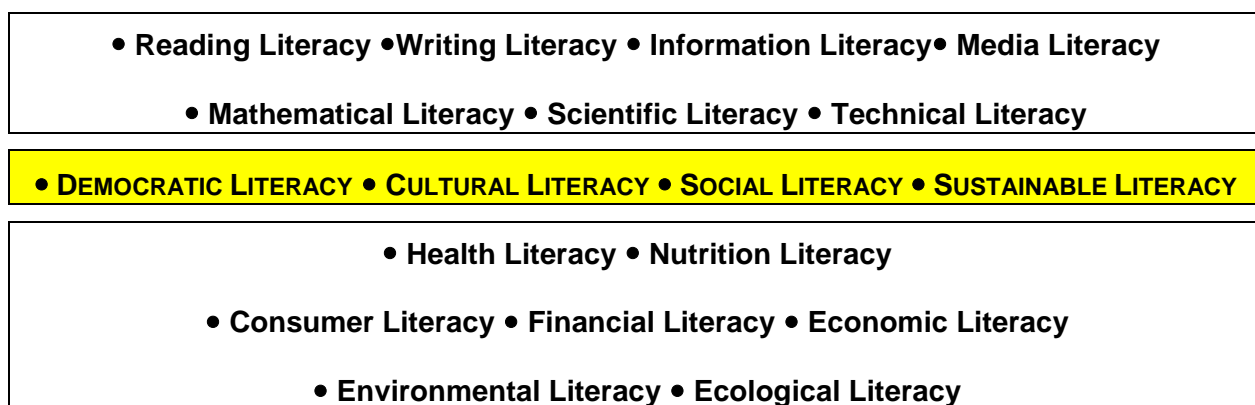 • Reading Literacy •Writing Literacy • Information Literacy• Media Literacy
• Mathematical Literacy • Scientific Literacy • Technical Literacy
• DEMOCRATIC LITERACY • CULTURAL LITERACY • SOCIAL LITERACY • SUSTAINABLE LITERACY
• Health Literacy • Nutrition Literacy
• Consumer Literacy • Financial Literacy • Economic Literacy
• Environmental Literacy • Ecological Literacy